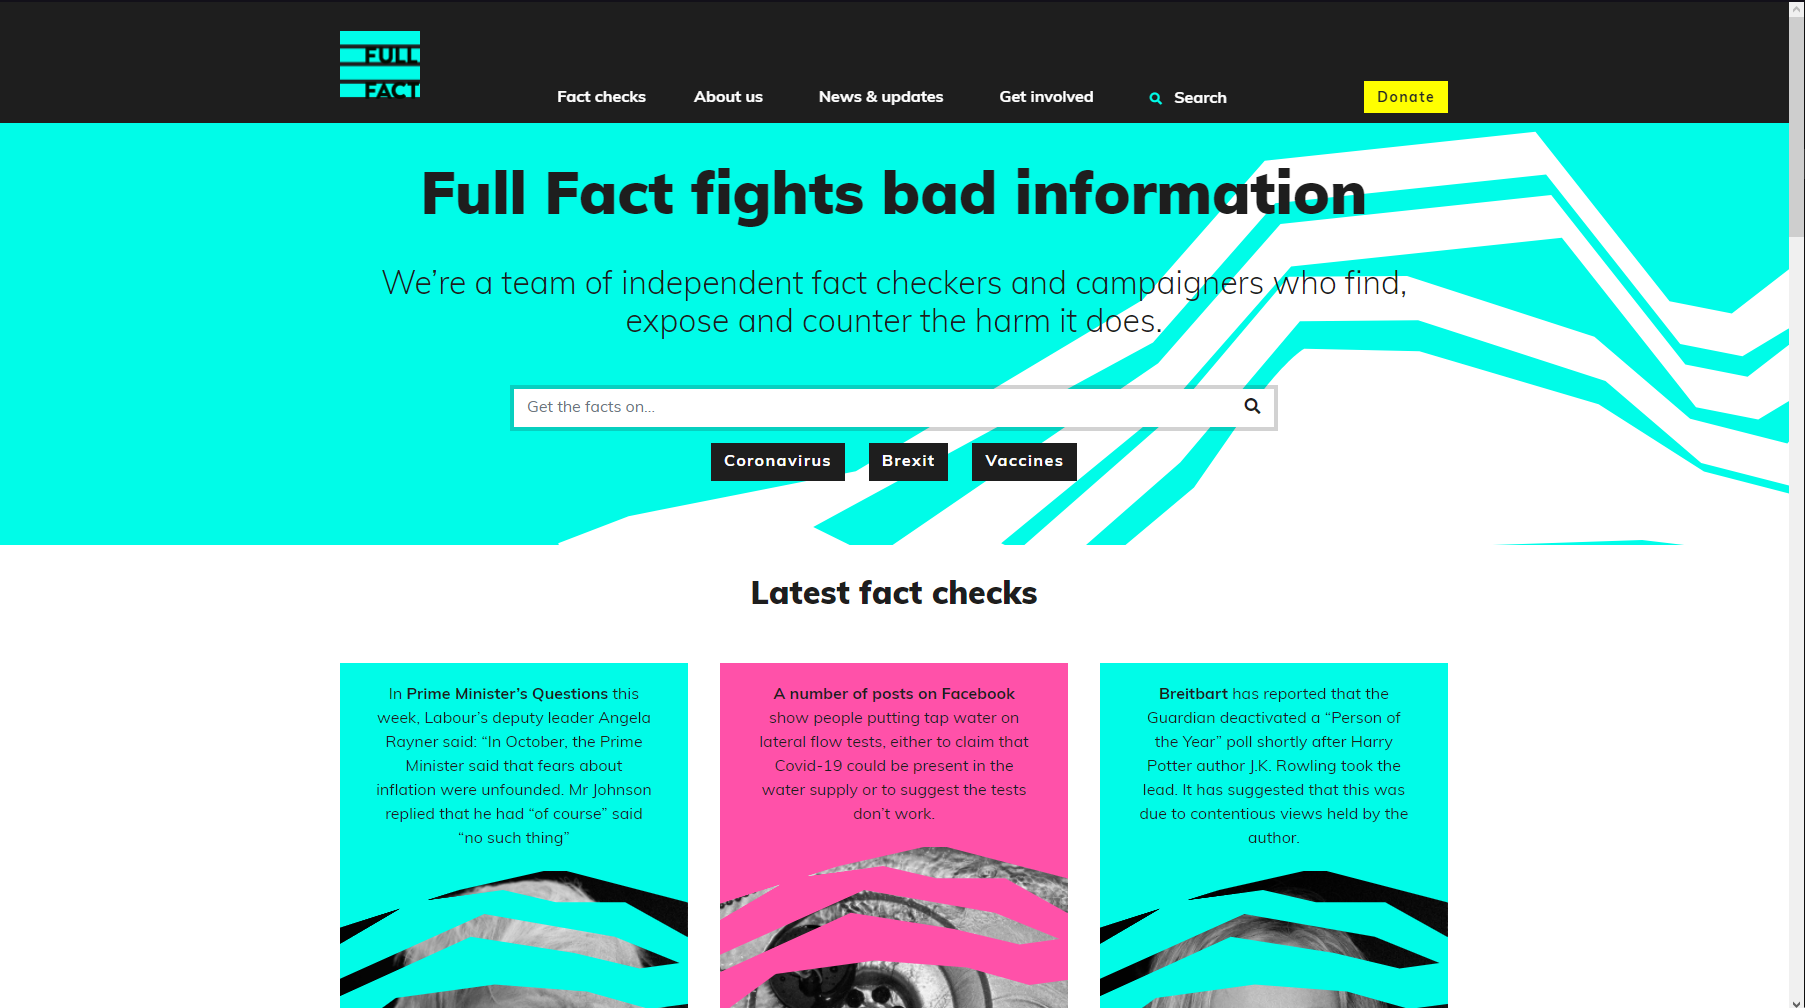 FULL
FACT
Fact checks
About us
News & updates
Get involved
Search
Donate
Full Fact fights bad information
We’re a team of independent fact checkers and campaigners who find,
expose and counter the harm it does.
Get the facts on...
Coronavirus
Brexit
Vaccines
Latest fact checks
In Prime Minister’s Questions this
week, Labour’s deputy leader Angela
Rayner said: “In October, the Prime
Minister said that fears about
inflation were unfounded. Mr Johnson
replied that he had “of course” said
“no such thing”
A number of posts on Facebook
show people putting tap water on
lateral flow tests, either to claim that
Covid-19 could be present in the
water supply or to suggest the tests
don’t work.
Breitbart has reported that the
Guardian deactivated a “Person of
the Year” poll shortly after Harry
Potter author J.K. Rowling took the
lead. It has suggested that this was
due to contentious views held by the
author.